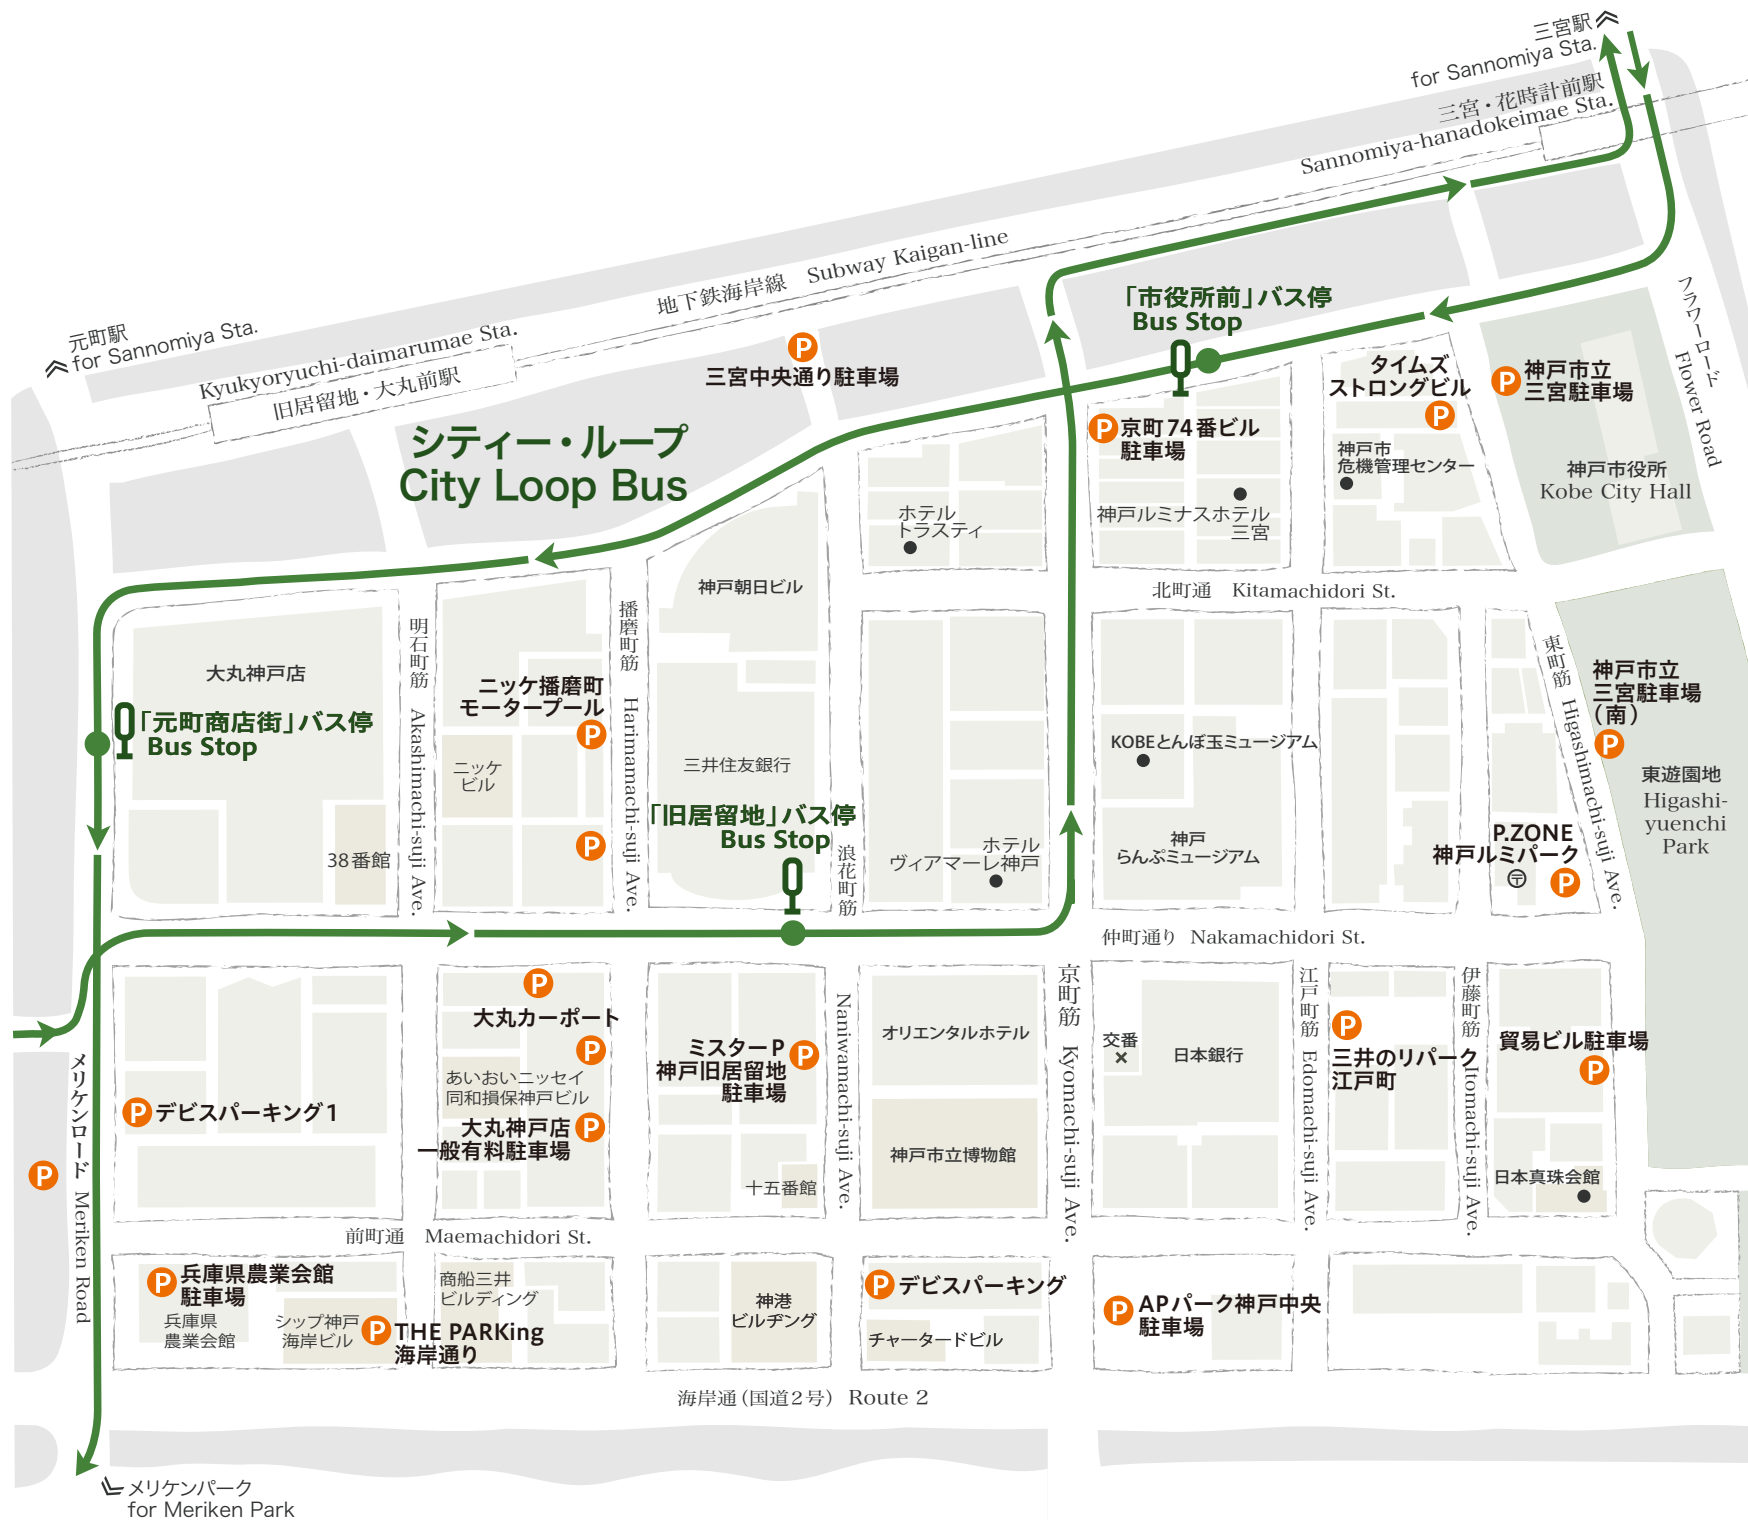 三宮駅
for Sannomiya Sta.
三宮・花時計前駅
Sannomiya-hanadokeimae Sta.
地下鉄海岸線 Subway Kaigan-line
元町駅
for Sannomiya Sta.
Kyukyoryuchi-daimarumae Sta.
旧居留地・大丸前駅
P
三宮中央通り駐車場
シティー・ループ
City Loop Bus
「市役所前」バス停
Bus Stop
フラワーロード
Flower Road
タイムズ
ストロングビル
P
P
神戸市立
三宮駐車場
P
京町74番ビル
駐車場
神戸市
危機管理センター
神戸市役所
Kobe City Hall
ホテル
トラスティ
神戸ルミナスホテル
三宮
神戸朝日ビル
北町通 Kitamachidori St.
明石町筋 Akashimachi-suji Ave.
播磨町筋 Harimamachi-suji Ave.
東町筋 Higashimachi-suji Ave.
大丸神戸店
「元町商店街」バス停
Bus Stop
ニッケ播磨町
モータープール
P
ニッケ
ビル
三井住友銀行
神戸市立
三宮駐車場
(南)
P
KOBEとんぼ玉ミュージアム
東遊園地
Higashi-
yuenchi
Park
「旧居留地」バス停
Bus Stop
P
38番館
浪花町筋
Naniwamachi-suji Ave.
ホテル
ヴィアマーレ神戸
神戸
らんぷミュージアム
P.ZONE
神戸ルミパーク
〒
P
仲町通り Nakamachidori St.
京町筋 Kyomachi-suji Ave.
江戸町筋 Edomachi-suji Ave.
伊藤町筋 Itomachi-suji Ave.
P
大丸カーポート
P
あいおいニッセイ
同和損保神戸ビル
大丸神戸店
一般有料駐車場
P
ミスターP
神戸旧居留地
駐車場
P
オリエンタルホテル
交番
日本銀行
P
三井のリパーク
江戸町
貿易ビル駐車場
P
メリケンロード Meriken Road
P
デビスパーキング1
P
十五番館
神戸市立博物館
日本真珠会館
前町通 Maemachidori St.
P
兵庫県農業会館
駐車場
兵庫県
農業会館
シップ神戸
海岸ビル
P
THE PARKing
海岸通り
商船三井
ビルディング
神港
ビルヂング
P
デビスパーキング
チャータードビル
P
APパーク神戸中央
駐車場
海岸通(国道2号) Route 2
メリケンパーク
for Meriken Park